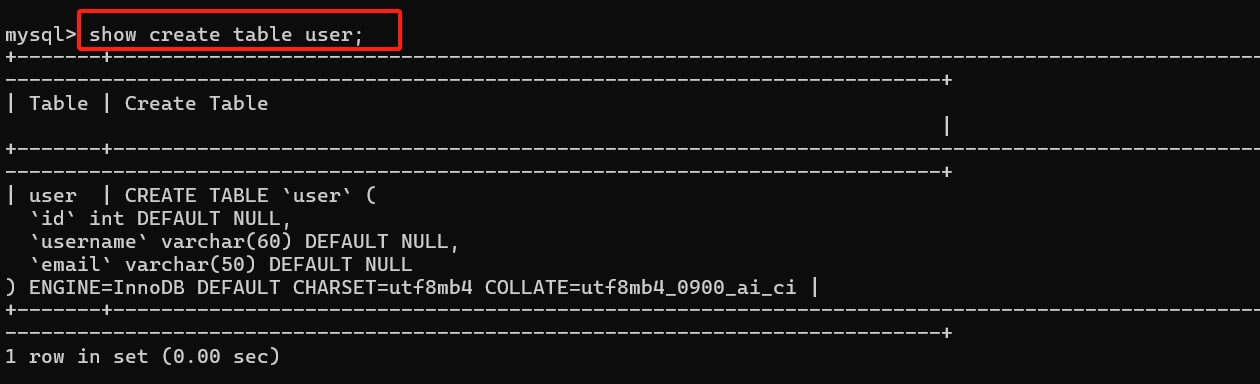 mysql> show create table user;
+-------+----------------------------------------------------------------------------------------------------
------------------------------------------------------------------------------+
| Table | Create Table
|
+-------+----------------------------------------------------------------------------------------------------
------------------------------------------------------------------------------+
| user  | CREATE TABLE `user` (
  `id` int DEFAULT NULL,
  `username` varchar(60) DEFAULT NULL,
  `email` varchar(50) DEFAULT NULL
) ENGINE=InnoDB DEFAULT CHARSET=utf8mb4 COLLATE=utf8mb4_0900_ai_ci |
+-------+----------------------------------------------------------------------------------------------------
------------------------------------------------------------------------------+
1 row in set (0.00 sec)